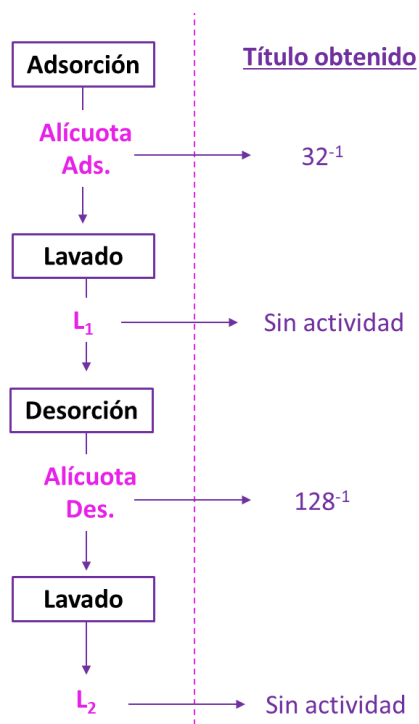 Título obtenido
Adsorción
Alícuota
Ads.
32⁻¹
Lavado
L₁
Sin actividad
Desorción
Alícuota
Des.
128⁻¹
Lavado
L₂
Sin actividad